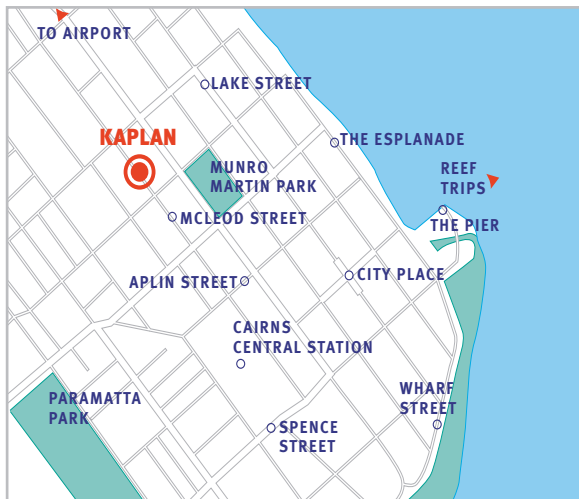 TO AIRPORT
LAKE STREET
KAPLAN
THE ESPLANADE
MUNRO
MARTIN PARK
REEF
TRIPS
MCLEOD STREET
THE PIER
APLIN STREET
CITY PLACE
CAIRNS
CENTRAL STATION
PARAMATTA
PARK
WHARF
STREET
SPENCE
STREET